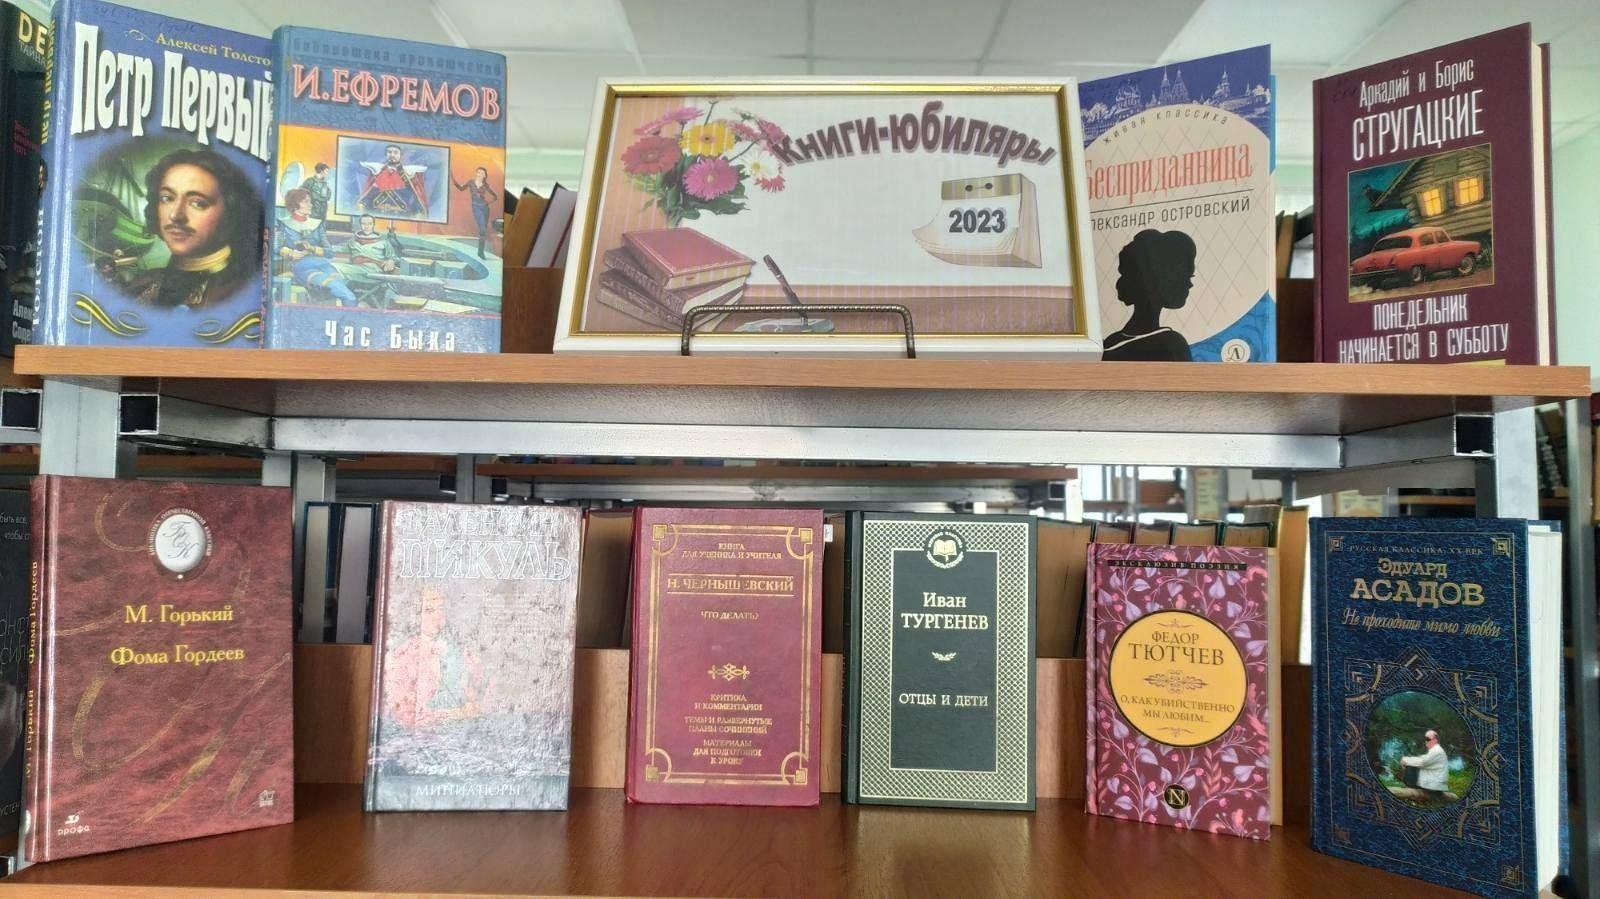 Алексей Толстой
Петр Первый
Библиотека приключений
И.ЕФРЕМОВ
Час Быка
Книги-юбиляры
2023
живая классика
Бесприданница
АЛЕКСАНДР ОСТРОВСКИЙ
Аркадий и Борис
СТРУГАЦКИЕ
ПОНЕДЕЛЬНИК
НАЧИНАЕТСЯ В СУББОТУ
М. Горький
Фома Гордеев
дрофа
М. ГОРЬКИЙ Фома Гордеев
ВАЛЕНТИН
ПИКУЛЬ
МИНИАТЮРЫ
КНИГА
ДЛЯ УЧЕНИКА И УЧИТЕЛЯ
Н. ЧЕРНЫШЕВСКИЙ
ЧТО ДЕЛАТЬ?
КРИТИКА
И КОММЕНТАРИИ
ТЕМЫ И РАЗВЕРНУТЫЕ
ПЛАНЫ СОЧИНЕНИЙ
МАТЕРИАЛЫ
ДЛЯ ПОДГОТОВКИ
К УРОКУ
Иван
ТУРГЕНЕВ
ОТЦЫ И ДЕТИ
ЭКСКЛЮЗИВ ПОЭЗИЯ
ФЕДОР
ТЮТЧЕВ
О, КАК УБИЙСТВЕННО
МЫ ЛЮБИМ...
N
РУССКАЯ КЛАССИКА. XX ВЕК
Эдуард
АСАДОВ
Не проходите мимо любви